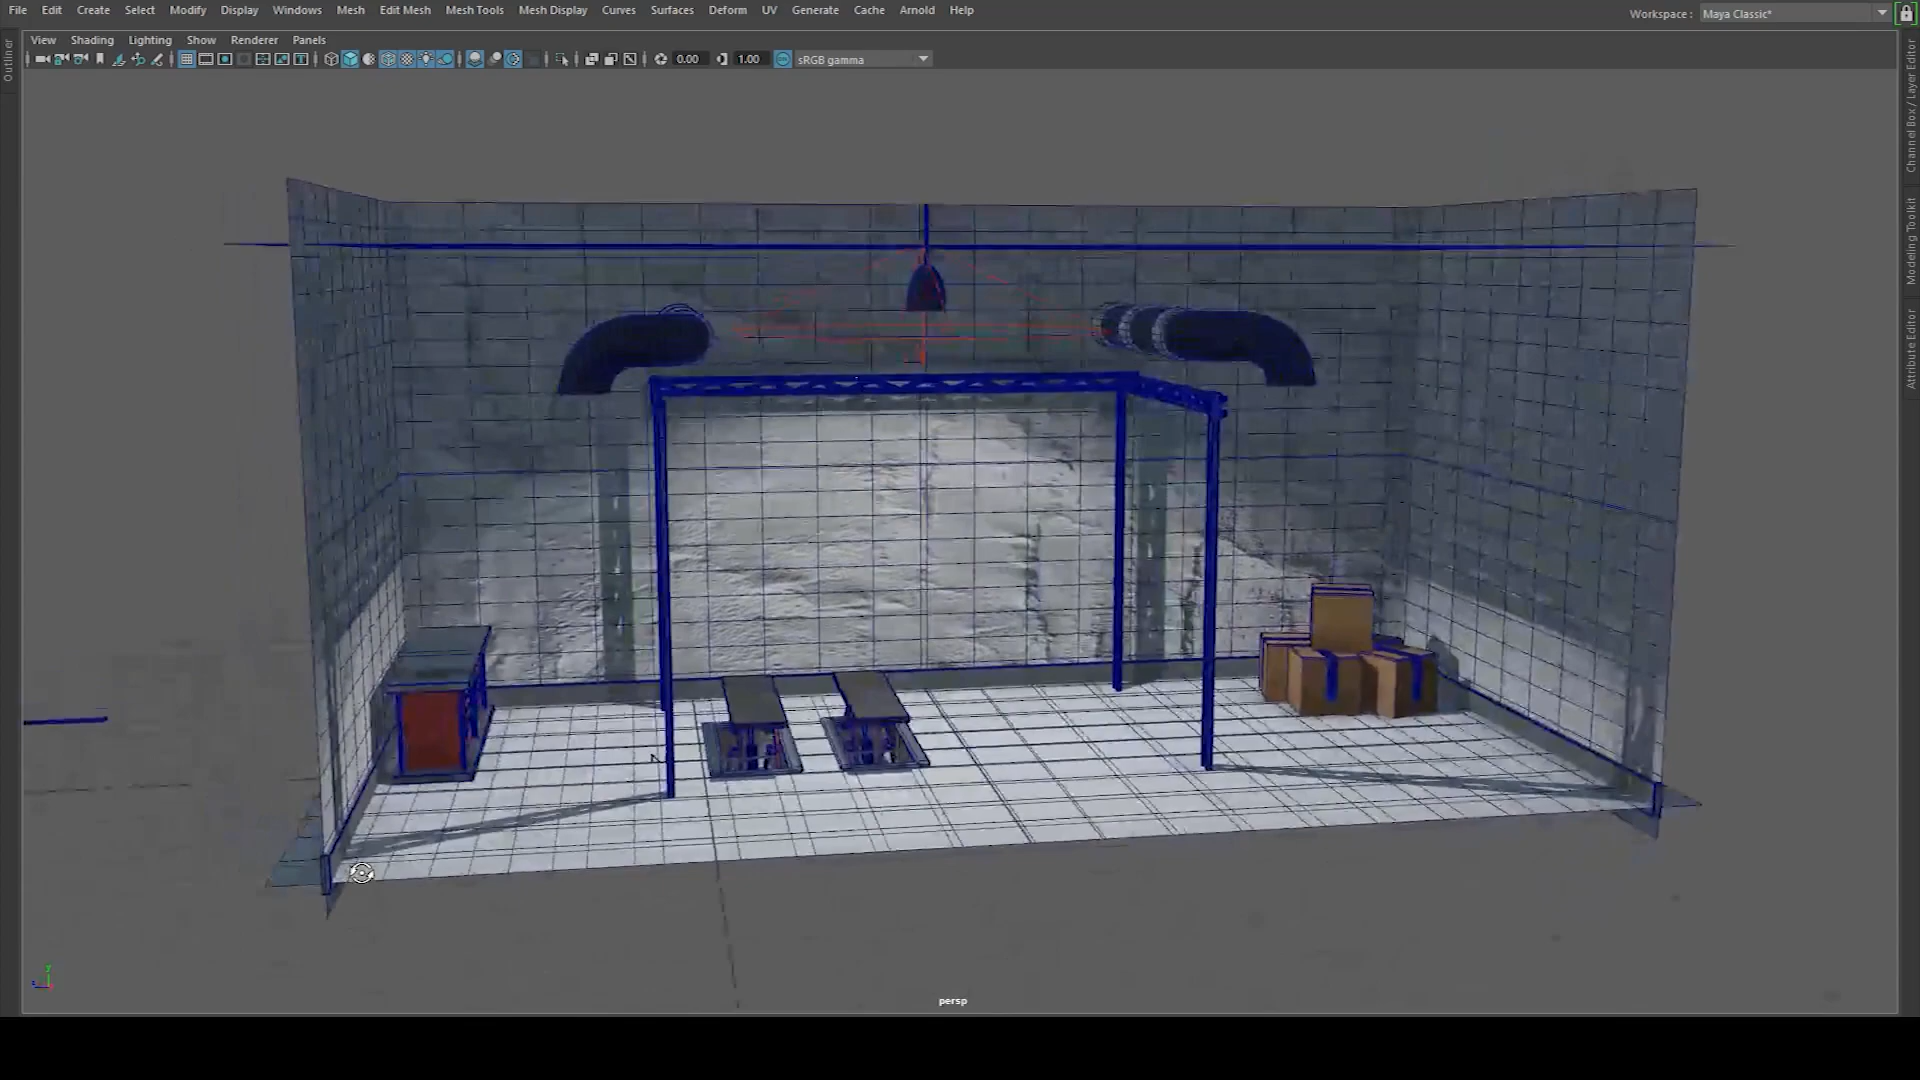 File Edit Create Select Modify Display Windows Mesh Edit Mesh Mesh Tools Mesh Display Curves Surfaces Deform UV Generate Cache Arnold Help
Workspace : Maya Classic*
View Shading Lighting Show Renderer Panels
0.00 1.00 sRGB gamma
Outliner
Channel Box / Layer Editor
Modeling Toolkit
Attribute Editor
y
persp